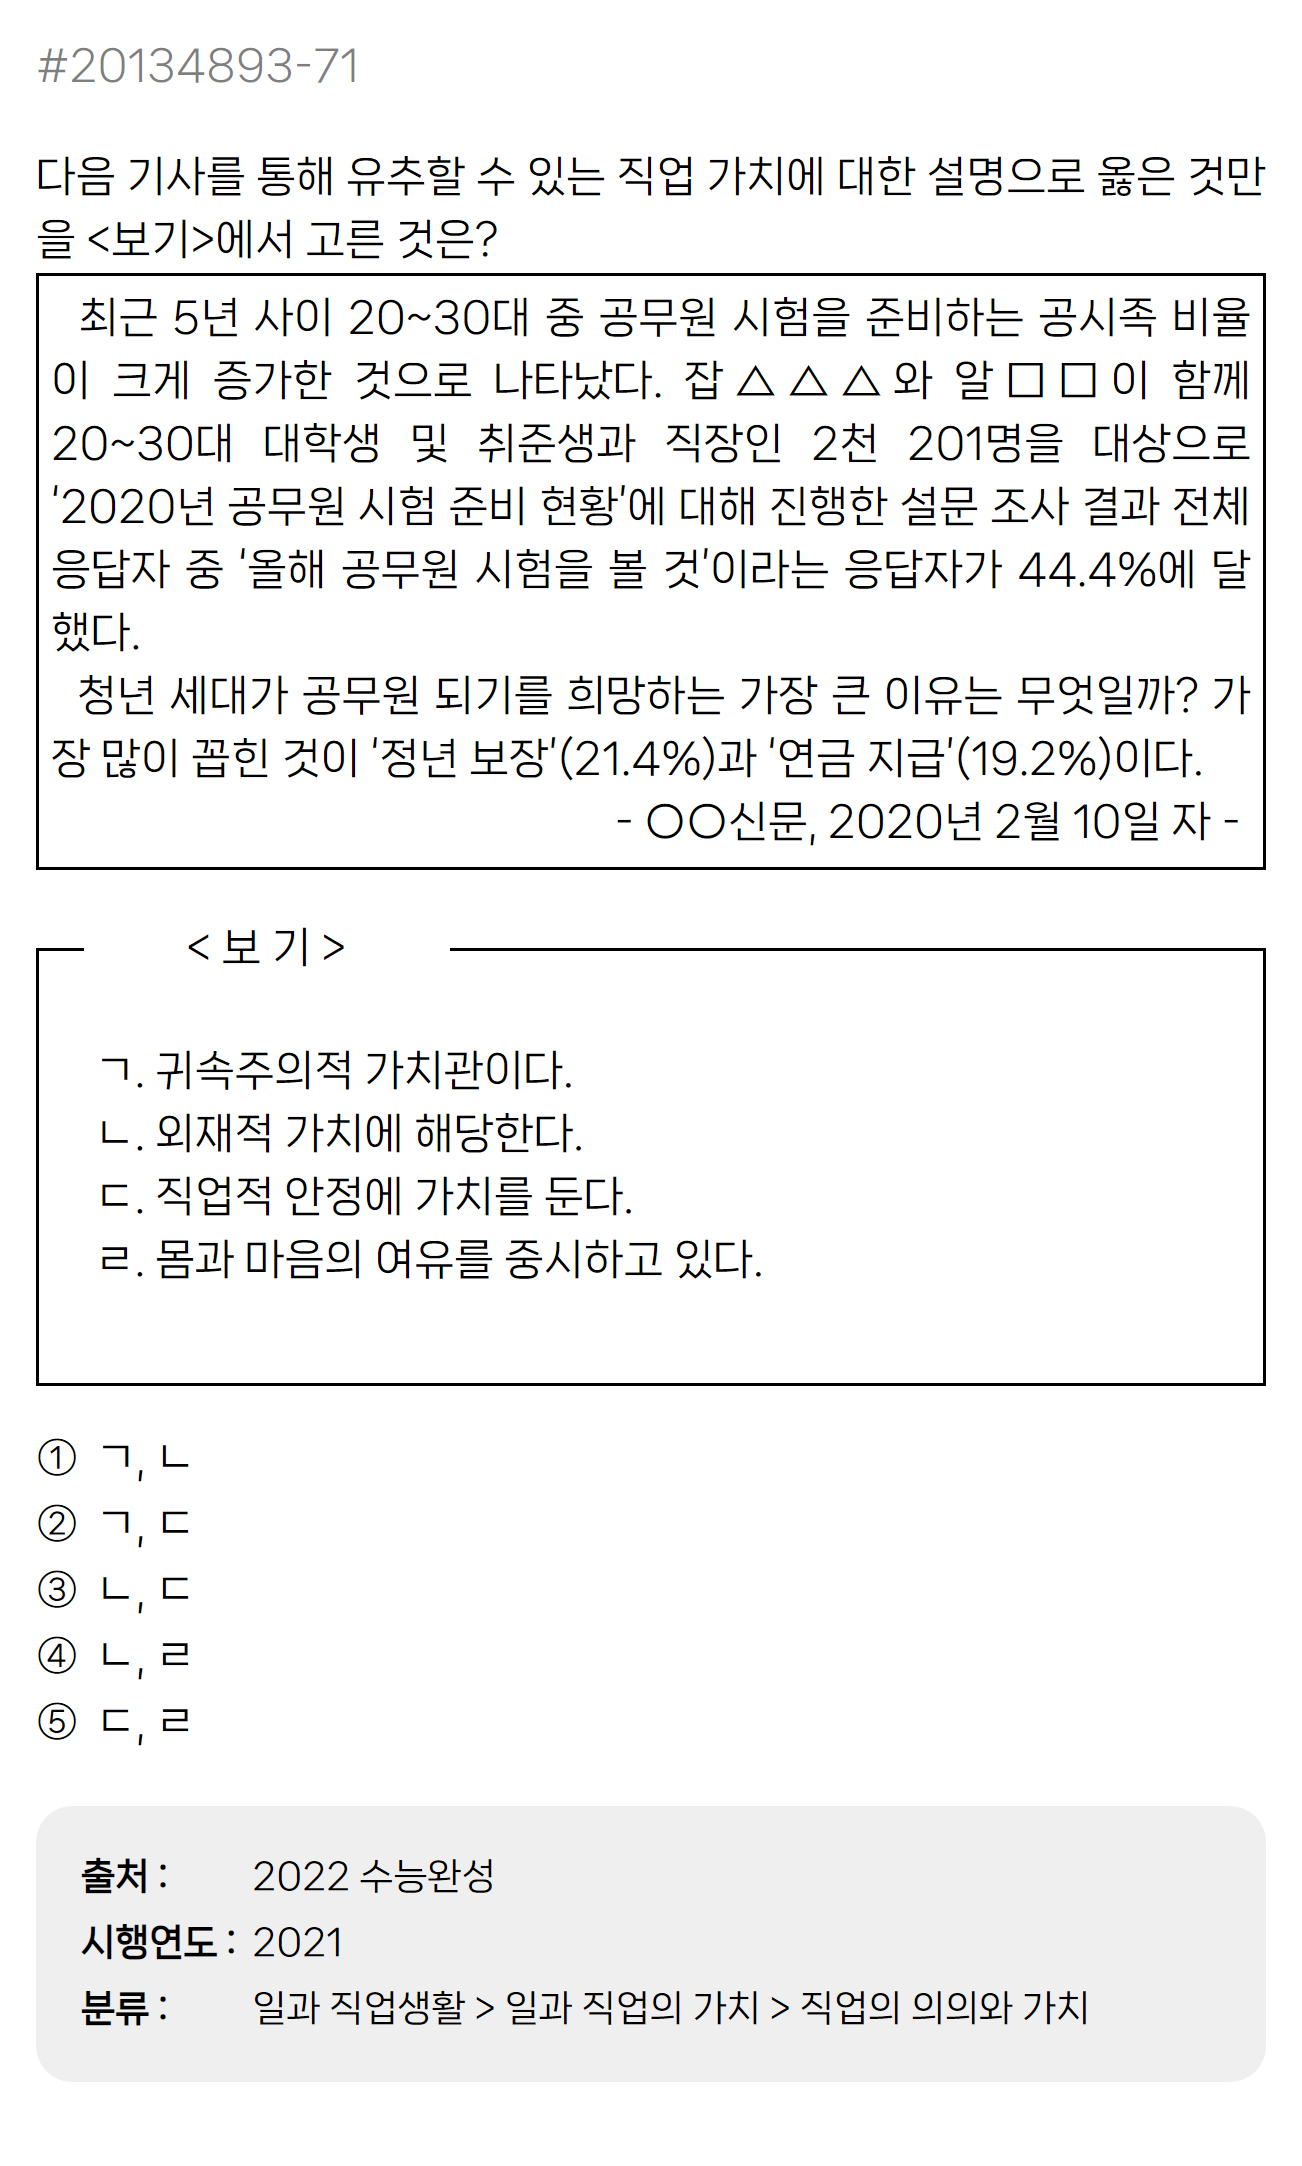 #20134893-71
다음 기사를 통해 유추할 수 있는 직업 가치에 대한 설명으로 옳은 것만
을 <보기>에서 고른 것은?
최근 5년 사이 20~30대 중 공무원 시험을 준비하는 공시족 비율
이 크게 증가한 것으로 나타났다. 잡△△△와 알□□이 함께
20~30대 대학생 및 취준생과 직장인 2천 201명을 대상으로
'2020년 공무원 시험 준비 현황'에 대해 진행한 설문 조사 결과 전체
응답자 중 '올해 공무원 시험을 볼 것'이라는 응답자가 44.4%에 달
했다.
청년 세대가 공무원 되기를 희망하는 가장 큰 이유는 무엇일까? 가
장 많이 꼽힌 것이 '정년 보장'(21.4%)과 '연금 지급'(19.2%)이다.
- ○○신문, 2020년 2월 10일 자 -
< 보 기 >
ㄱ. 귀속주의적 가치관이다.
ㄴ. 외재적 가치에 해당한다.
ㄷ. 직업적 안정에 가치를 둔다.
ㄹ. 몸과 마음의 여유를 중시하고 있다.
① ㄱ, ㄴ
② ㄱ, ㄷ
③ ㄴ, ㄷ
④ ㄴ, ㄹ
⑤ ㄷ, ㄹ
출처 : 2022 수능완성
시행연도 : 2021
분류 : 일과 직업생활 > 일과 직업의 가치 > 직업의 의의와 가치